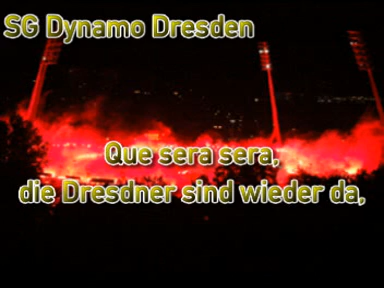 SG Dynamo Dresden
Que sera sera,
die Dresdner sind wieder da,